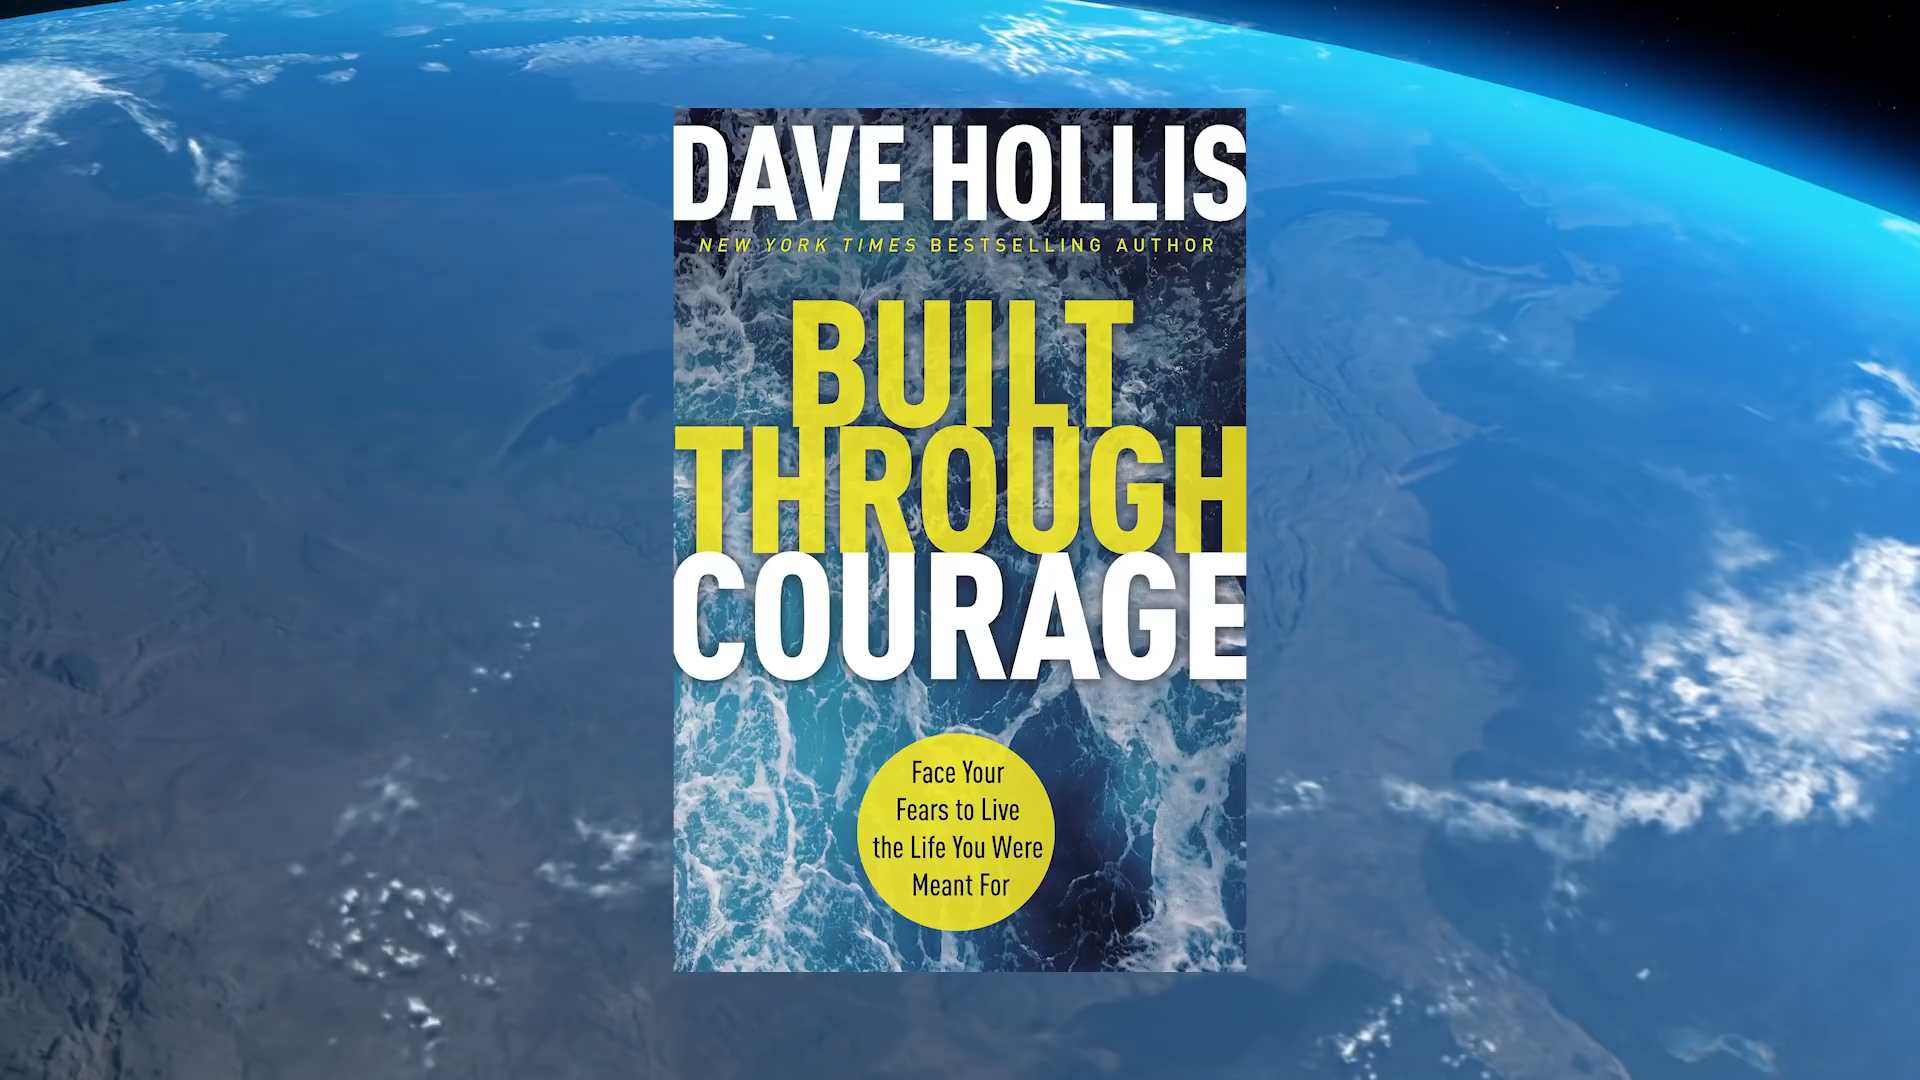 DAVE HOLLIS
NEW YORK TIMES BESTSELLING AUTHOR
BUILT
THROUGH
COURAGE
Face Your
Fears to Live
the Life You Were
Meant For